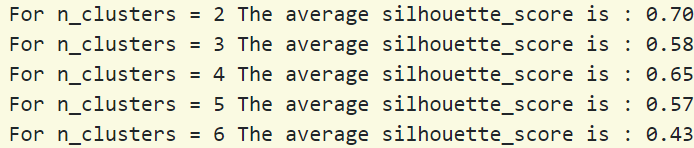 For n_clusters = 2 The average silhouette_score is : 0.70
For n_clusters = 3 The average silhouette_score is : 0.58
For n_clusters = 4 The average silhouette_score is : 0.65
For n_clusters = 5 The average silhouette_score is : 0.57
For n_clusters = 6 The average silhouette_score is : 0.43